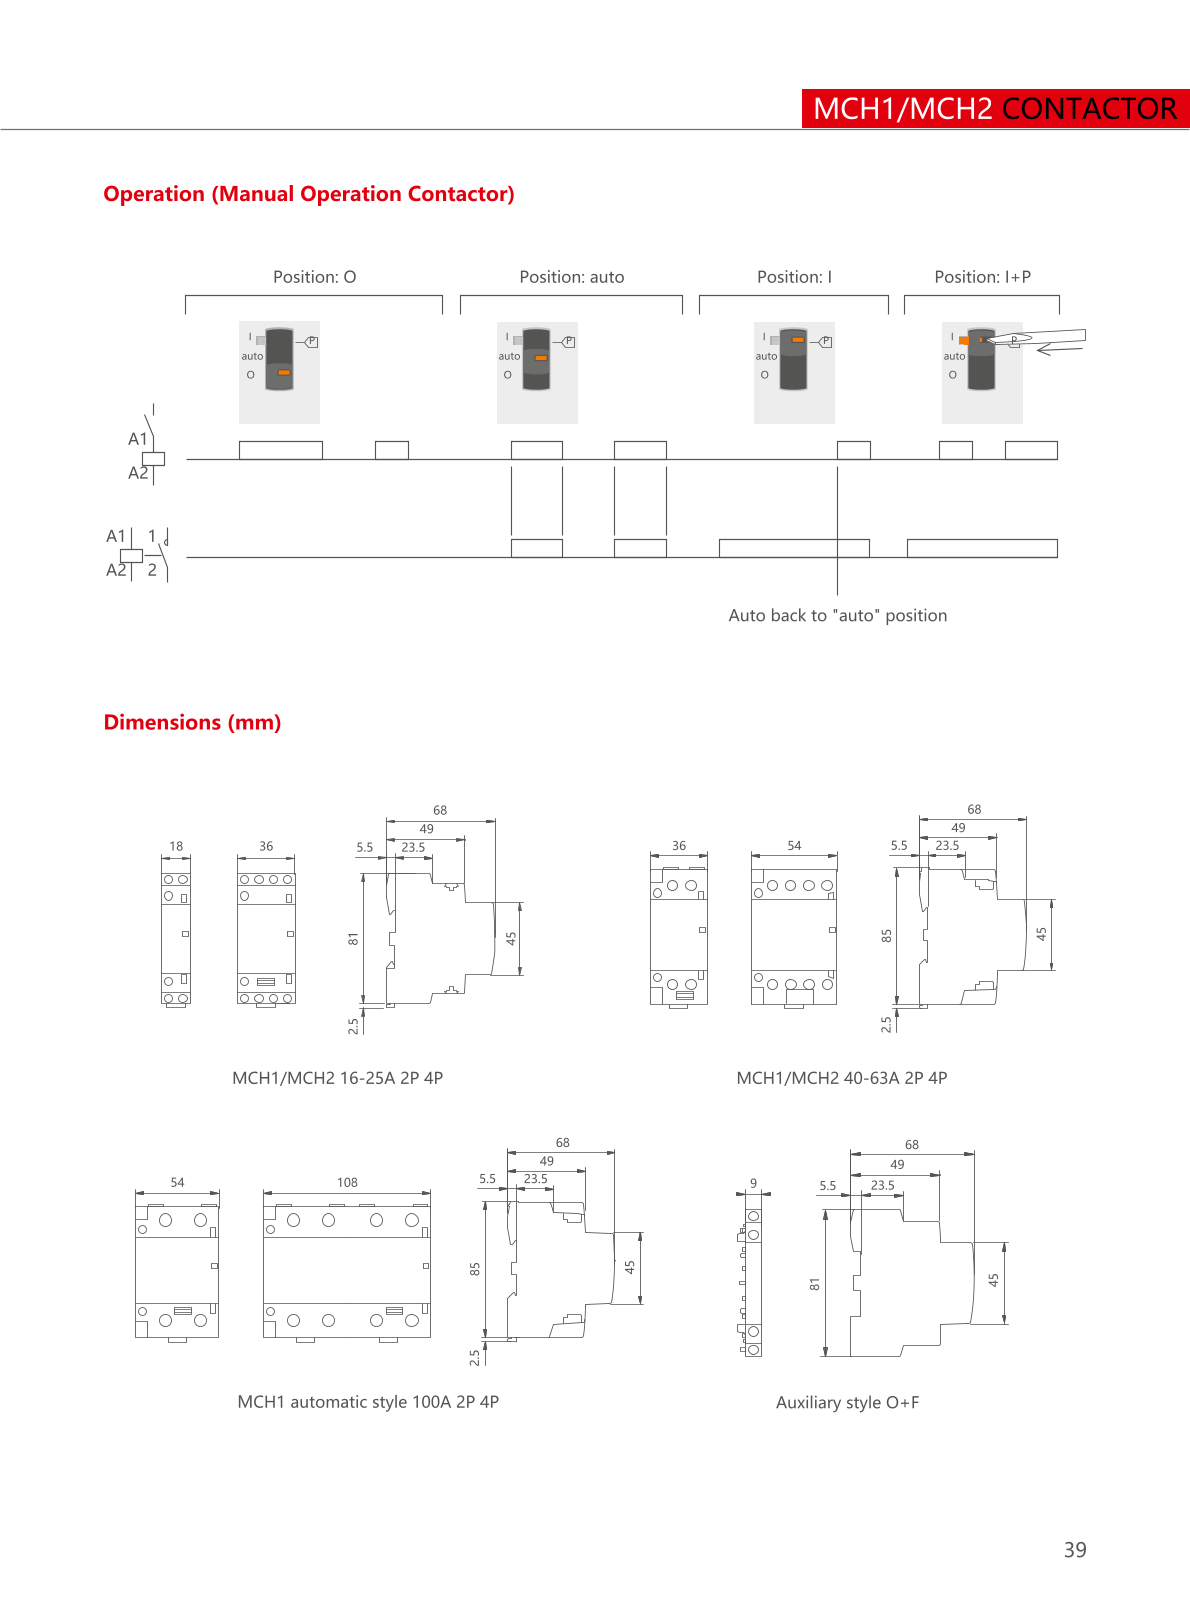 MCH1/MCH2 CONTACTOR
Operation (Manual Operation Contactor)
Position: O
Position: auto
Position: I
Position: I+P
I
auto
O
P
I
auto
O
P
I
auto
O
P
I
auto
O
P
A1
A2
A1 1
A2 2
Auto back to "auto" position
Dimensions (mm)
18
36
68
49
5.5 23.5
81
45
2.5
MCH1/MCH2 16-25A 2P 4P
36
54
68
49
5.5 23.5
85
45
2.5
MCH1/MCH2 40-63A 2P 4P
54
108
68
49
5.5 23.5
85
45
2.5
MCH1 automatic style 100A 2P 4P
9
68
49
5.5 23.5
81
45
Auxiliary style O+F
39